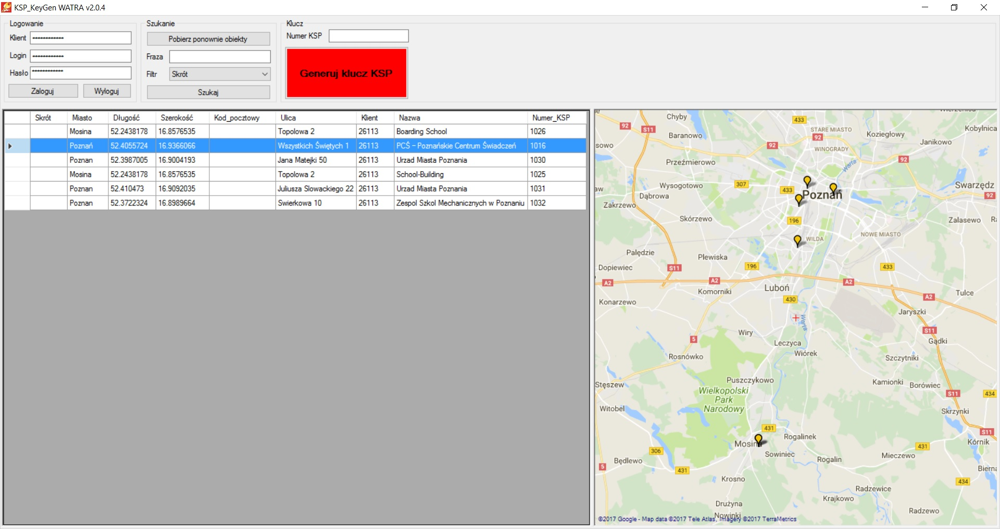 KSP_KeyGen WATRA v2.0.4
Logowanie
Klient ************
Login ************
Hasło ************
Zaloguj Wyloguj
Szukanie
Pobierz ponownie obiekty
Fraza
Filtr Skrót
Szukaj
Klucz
Numer KSP
Generuj klucz KSP
Skrót Miasto Długość Szerokość Kod_pocztowy Ulica Klient Nazwa Numer_KSP
Mosina 52.2438178 16.8576535 Topolowa 2 26113 Boarding School 1026
Poznań 52.4055724 16.9366066 Wszystkich Świętych 1 26113 PCŚ – Poznańskie Centrum Świadczeń 1016
Poznan 52.3987005 16.9004193 Jana Matejki 50 26113 Urzad Miasta Poznania 1030
Mosina 52.2438178 16.8576535 Topolowa 2 26113 School-Building 1025
Poznan 52.410473 16.9092035 Juliusza Slowackiego 22 26113 Urzad Miasta Poznania 1031
Poznan 52.3722324 16.8989664 Swierkowa 10 26113 Zespol Szkol Mechanicznych w Poznaniu 1032
Chyby
433
92
S11
STARE MIASTO
Kobylnica
Baranowo
92
Koziegłowy
Janikowo
sowo
92
WINOGRADY
92
Przeźmierowo
Warta
Wysogotowo
307
433
Swarzędz
aw
Dąbrowa
Poznań
92
Zakrzewo
Skórzewo
196
Zalasewo
NOWE MIASTO
WILDA
Palędzie
Plewiska
Dopiewiec
S11
196
433
A2
A2
A2
Luboń
Komorniki
Tulce
A2
Konarzewo
430
Jaryszki
Warta
S11
Wiry
5
Leczyca
Gądki
Rosnówko
Wiórek
Szczytniki
Puszczykowo
Kamionki
Borówiec
Stęszew
Wielkopolski
Park
Narodowy
S11
434
Witobel
Skrzynki
431
S11
Rogalinek
Mosina
Kórnik
306
431
Sowiniec
Mieczewo
Będlewo
Rogalin
5
431
Krosno
434
Radzewice
Krajkowo
Drużyna
Nowinki
Radzewo
©2017 Google - Map data ©2017 Tele Atlas, Imagery ©2017 TerraMetrics